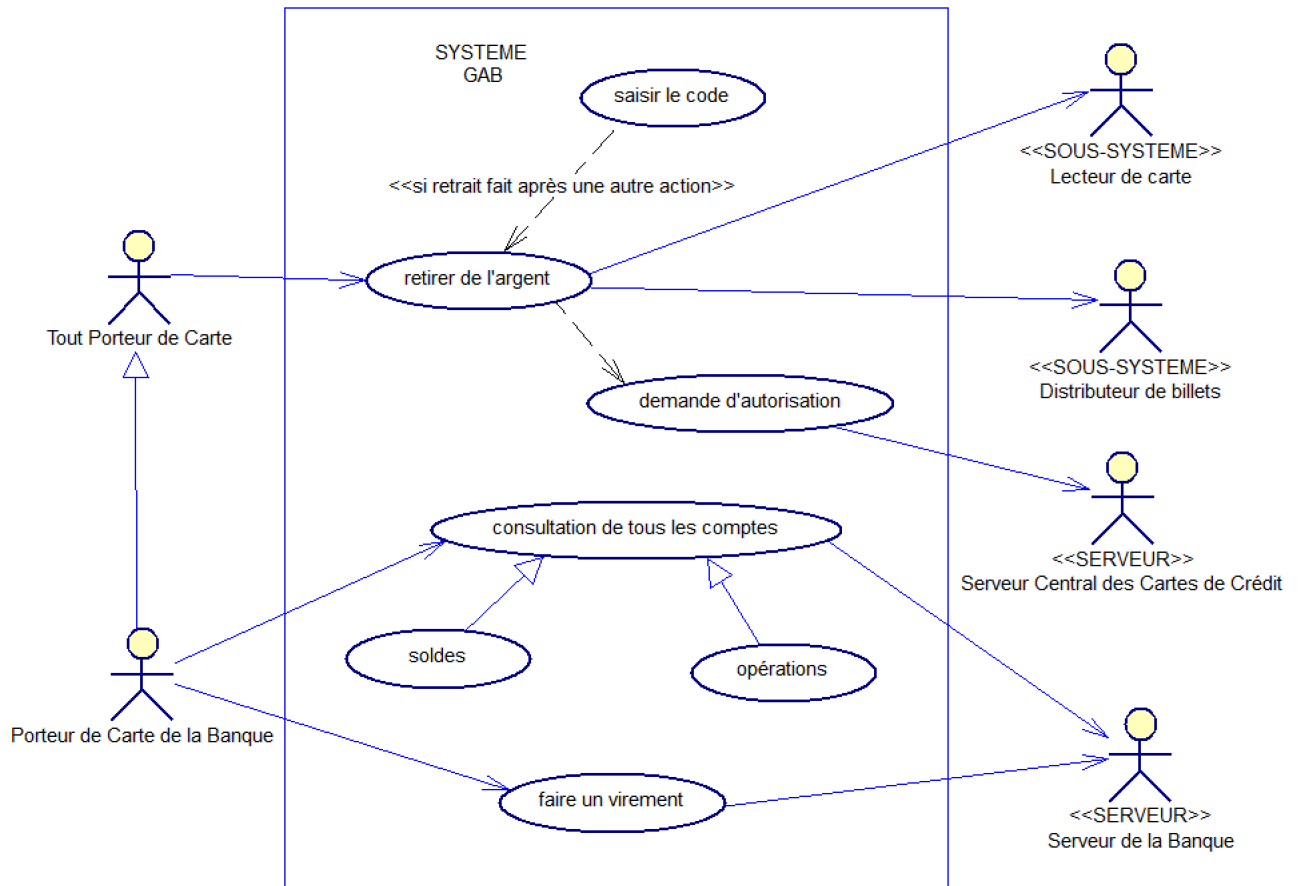 SYSTEME
GAB
saisir le code
<<SOUS-SYSTEME>>
Lecteur de carte
<<si retrait fait après une autre action>>
retirer de l'argent
Tout Porteur de Carte
<<SOUS-SYSTEME>>
Distributeur de billets
demande d'autorisation
<<SERVEUR>>
Serveur Central des Cartes de Crédit
consultation de tous les comptes
soldes
opérations
Porteur de Carte de la Banque
faire un virement
<<SERVEUR>>
Serveur de la Banque